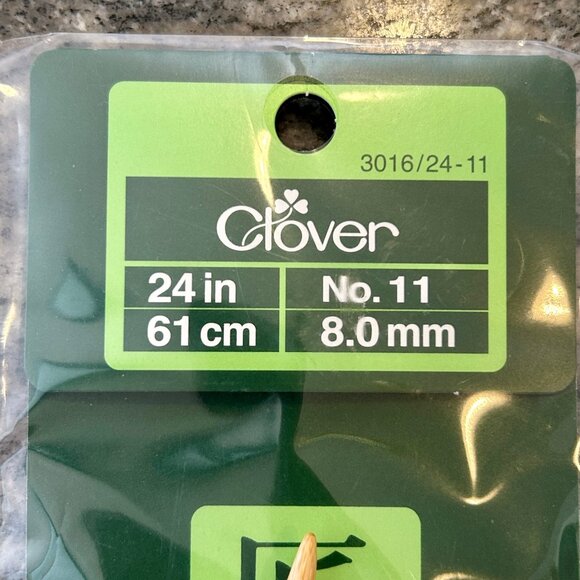 3016/24-11
Clover
24 in No. 11
61 cm 8.0 mm